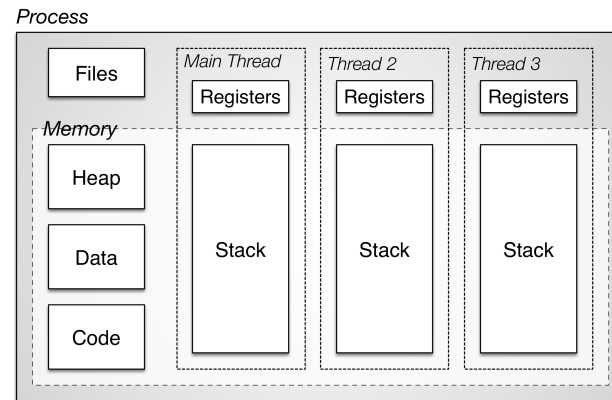 Process
Files
Main Thread
Thread 2
Thread 3
Registers
Registers
Registers
Memory
Heap
Data
Code
Stack
Stack
Stack